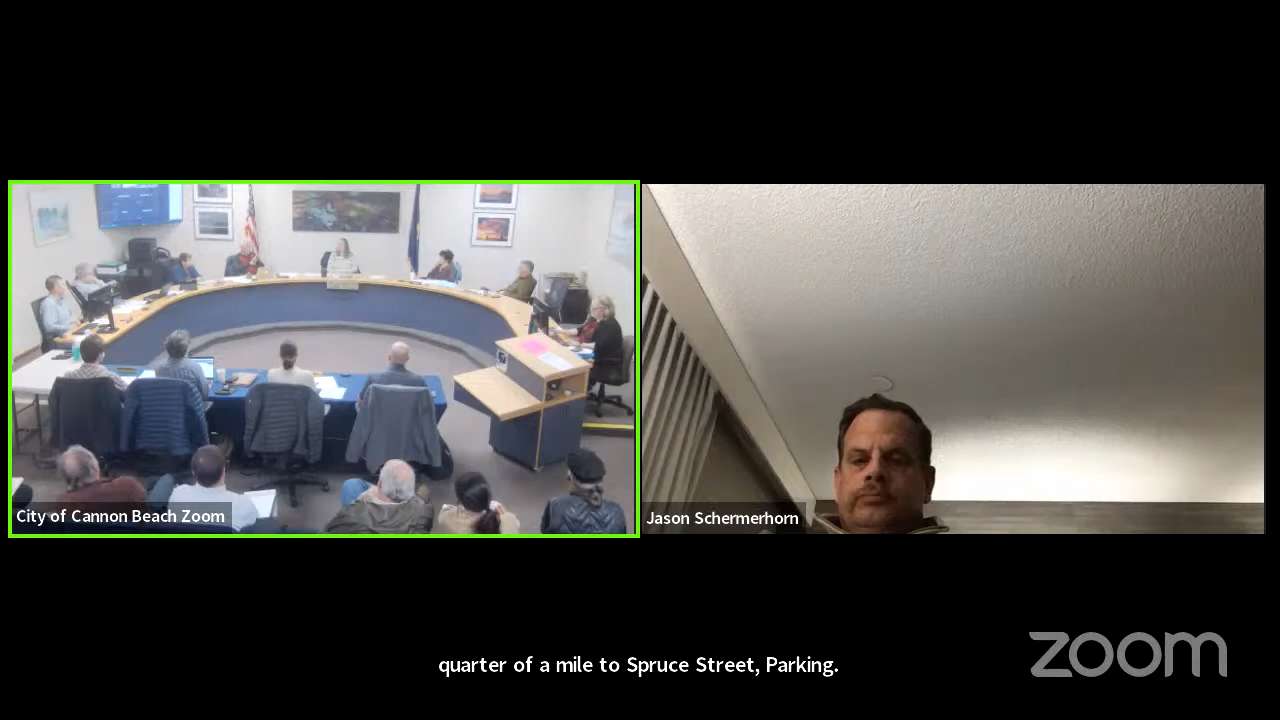 City of Cannon Beach Zoom
Jason Schermerhorn
quarter of a mile to Spruce Street, Parking.
zoom